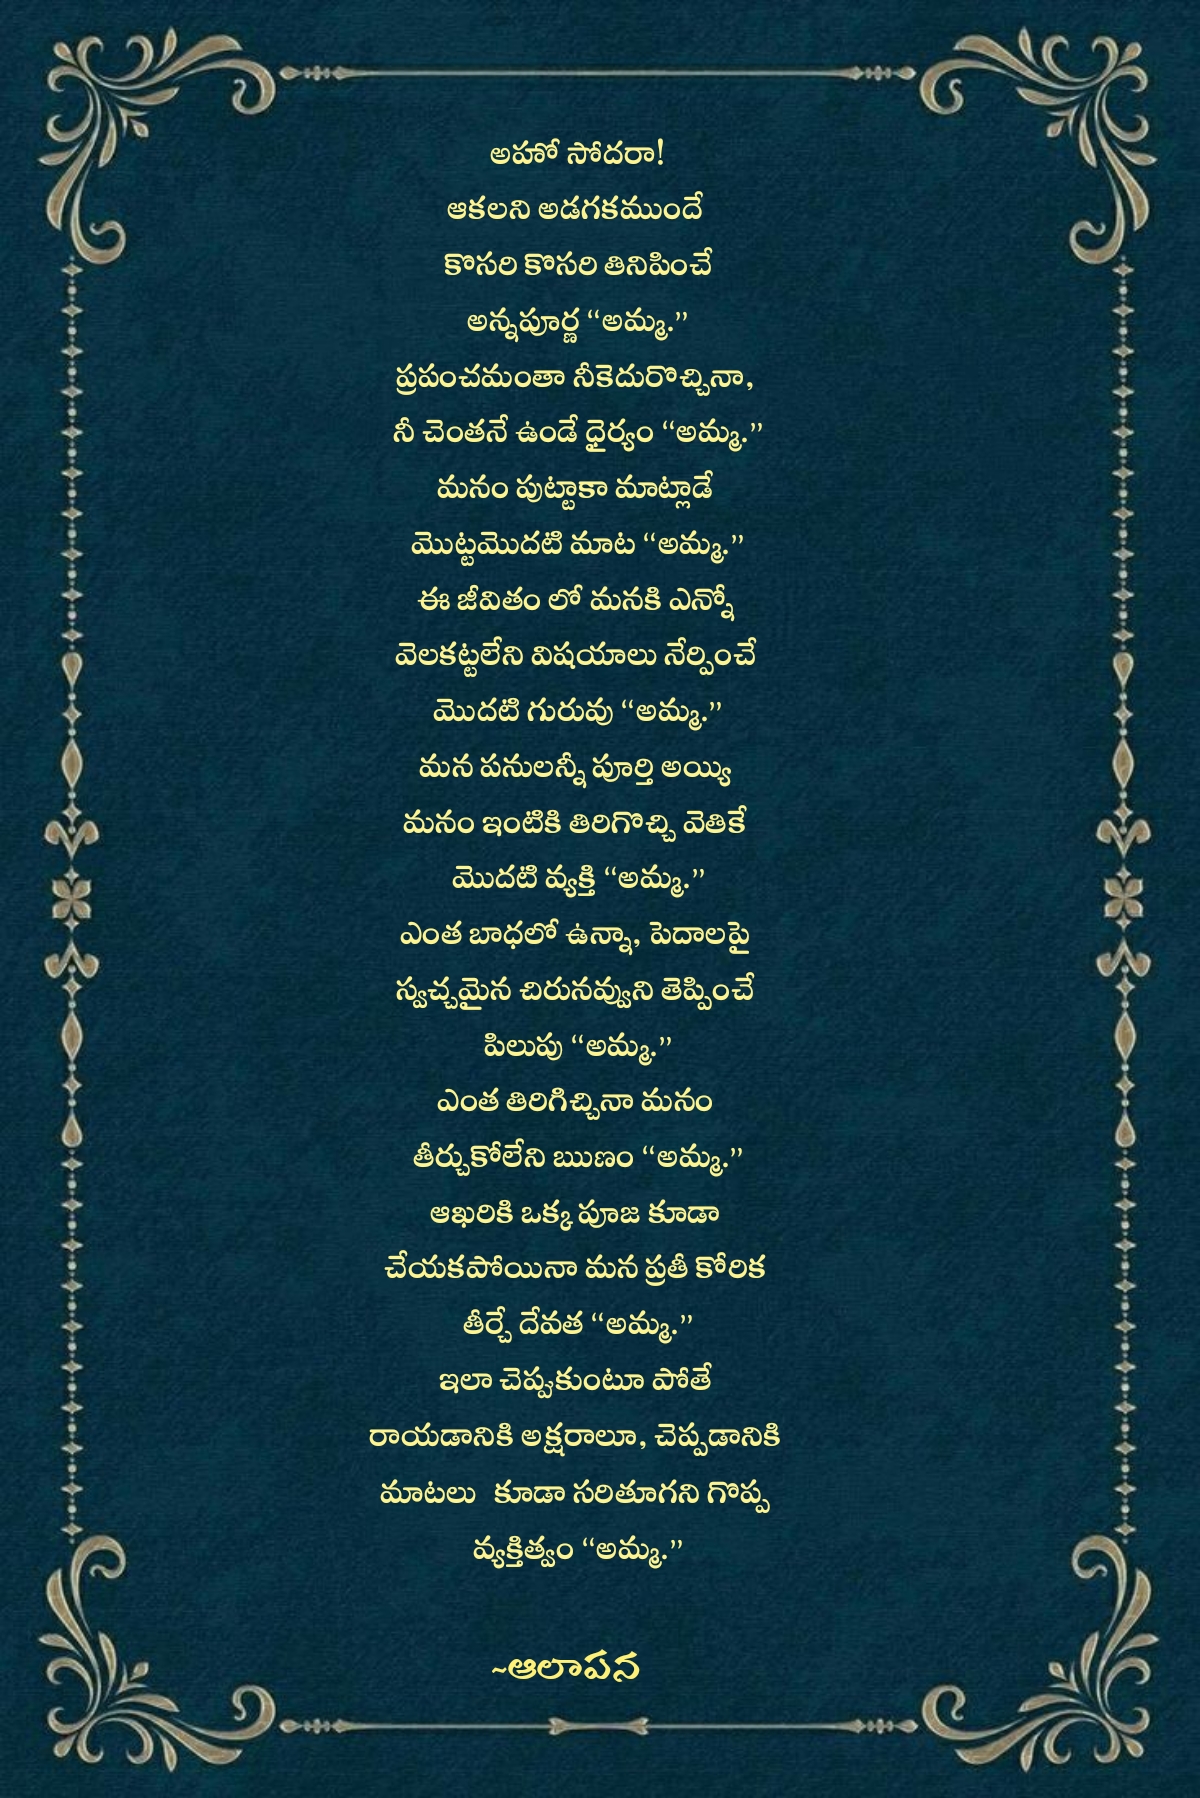 అహో సోదరా!
ఆకలని అడగకముందే
కొసరి కొసరి తినిపించే
అన్నపూర్ణ “అమ్మ.”
ప్రపంచమంతా నీకెదురొచ్చినా,
నీ చెంతనే ఉండే ధైర్యం “అమ్మ.”
మనం పుట్టాకా మాట్లాడే
మొట్టమొదటి మాట “అమ్మ.”
ఈ జీవితం లో మనకి ఎన్నో
వెలకట్టలేని విషయాలు నేర్పించే
మొదటి గురువు “అమ్మ.”
మన పనులన్నీ పూర్తి అయ్యి
మనం ఇంటికి తిరిగొచ్చి వెతికే
మొదటి వ్యక్తి “అమ్మ.”
ఎంత బాధలో ఉన్నా, పెదాలపై
స్వచ్చమైన చిరునవ్వుని తెప్పించే
పిలుపు “అమ్మ.”
ఎంత తిరిగిచ్చినా మనం
తీర్చుకోలేని ఋణం “అమ్మ.”
ఆఖరికి ఒక్క పూజ కూడా
చేయకపోయినా మన ప్రతీ కోరిక
తీర్చే దేవత “అమ్మ.”
ఇలా చెప్పుకుంటూ పోతే
రాయడానికి అక్షరాలూ, చెప్పడానికి
మాటలు  కూడా సరితూగని గొప్ప
వ్యక్తిత్వం “అమ్మ.”
~ఆలాపన